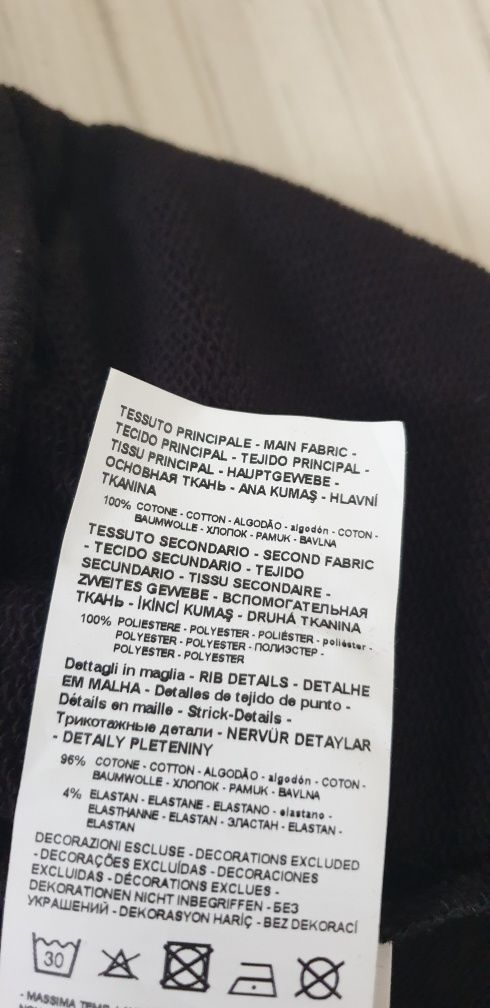 TESSUTO PRINCIPALE - MAIN FABRIC -
TECIDO PRINCIPAL - TEJIDO PRINCIPAL -
TISSU PRINCIPAL - HAUPTGEWEBE -
ОСНОВНАЯ ТКАНЬ - ANA KUMAŞ - HLAVNÍ
TKANINA
100% COTONE - COTTON - ALGODÃO - algodón - COTON -
BAUMWOLLE - ХЛОПОК - PAMUK - BAVLNA
TESSUTO SECONDARIO - SECOND FABRIC
- TECIDO SECUNDARIO - TEJIDO
SECUNDARIO - TISSU SECONDAIRE -
ZWEITES GEWEBE - ВСПОМОГАТЕЛЬНАЯ
ТКАНЬ - İKİNCİ KUMAŞ - DRUHÁ TKANINA
100% POLIESTERE - POLYESTER - POLIÉSTER - poliéster -
POLYESTER - POLYESTER - ПОЛИЭСТЕР -
POLYESTER - POLYESTER
Dettagli in maglia - RIB DETAILS - DETALHE
EM MALHA - Detalles de tejido de punto -
Détails en maille - Strick-Details -
Трикотажные детали - NERVÜR DETAYLAR
- DETAILY PLETENINY
96% COTONE - COTTON - ALGODÃO - algodón - COTON -
BAUMWOLLE - ХЛОПОК - PAMUK - BAVLNA
4% ELASTAN - ELASTANE - ELASTANO - elastano -
ELASTHANNE - ELASTAN - ЭЛАСТАН - ELASTAN -
ELASTAN
DECORAZIONI ESCLUSE - DECORATIONS EXCLUDED
- DECORAÇÕES EXCLUÍDAS - DECORACIONES
EXCLUIDAS - DÉCORATIONS EXCLUES -
DEKORATIONEN NICHT INBEGRIFFEN - БЕЗ
УКРАШЕНИЙ - DEKORASYON HARİÇ - BEZ DEKORACÍ
30
- MASSIMA TEMP